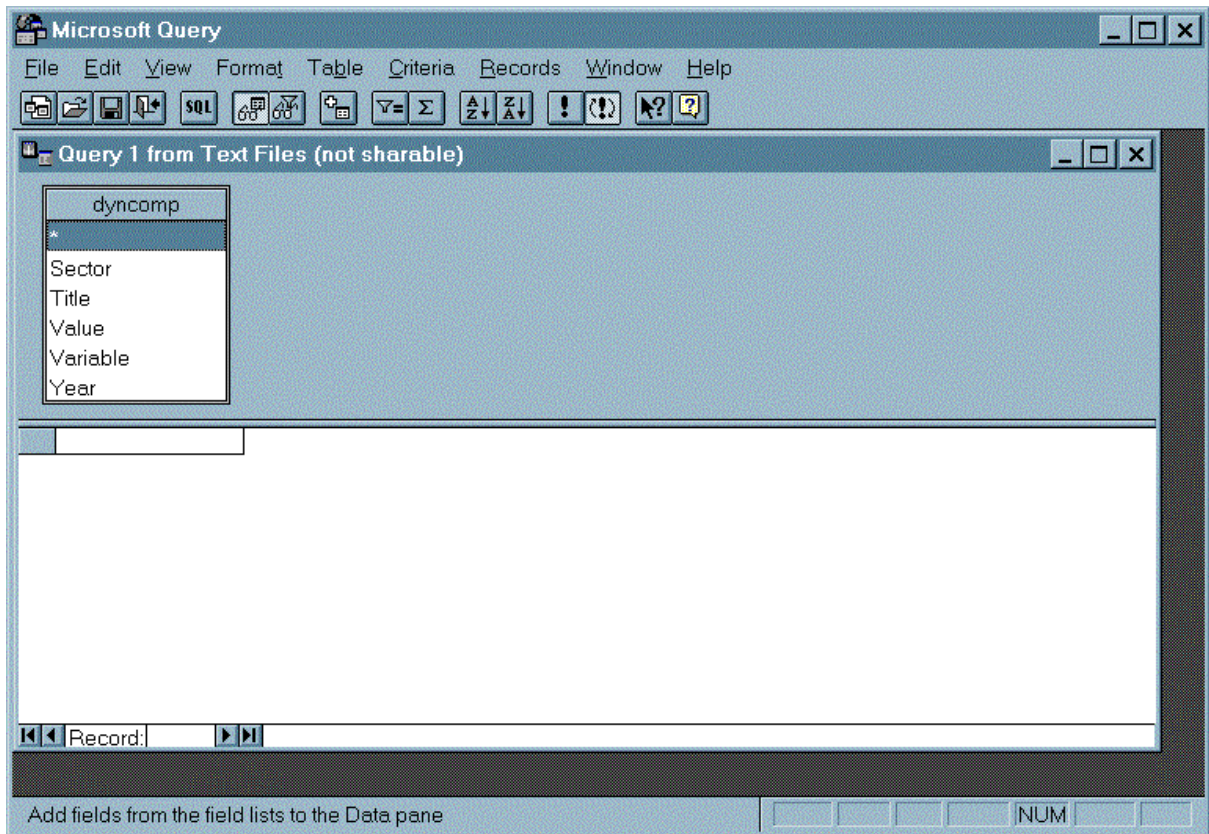 Microsoft Query
File Edit View Format Table Criteria Records Window Help
SQL Σ A Z Z A ! (!) ? ?
Query 1 from Text Files (not sharable)
dyncomp
*
Sector
Title
Value
Variable
Year
Record:
Add fields from the field lists to the Data pane NUM